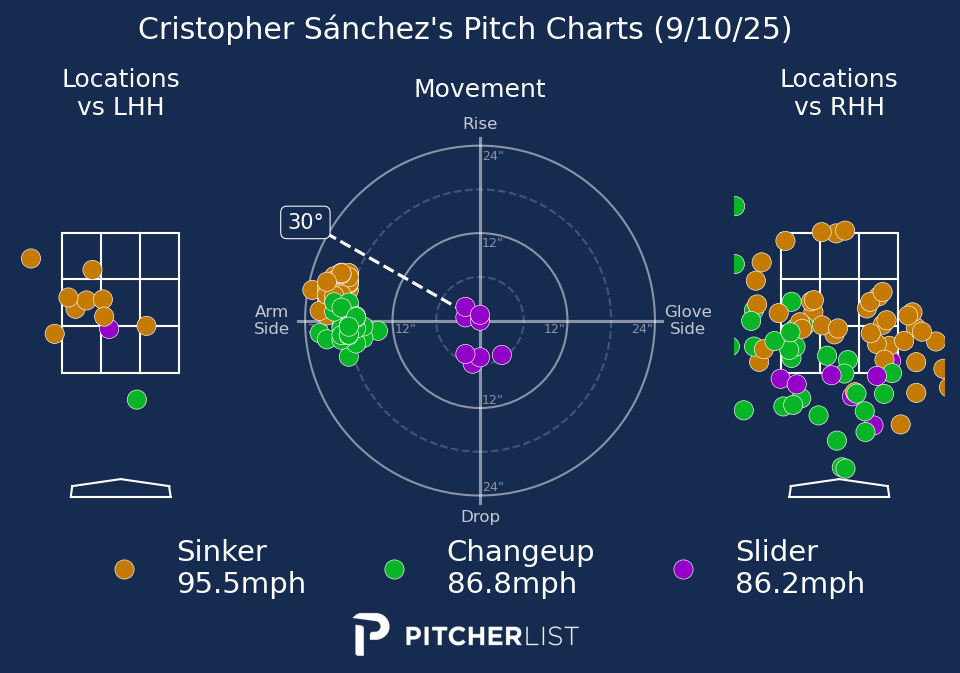 Cristopher Sánchez's Pitch Charts (9/10/25)
Locations
vs LHH
Movement
Locations
vs RHH
Rise
24"
30°
12"
Arm
Side
12"
12"
24"
Glove
Side
12"
24"
Drop
Sinker
95.5mph
Changeup
86.8mph
Slider
86.2mph
PITCHERLIST